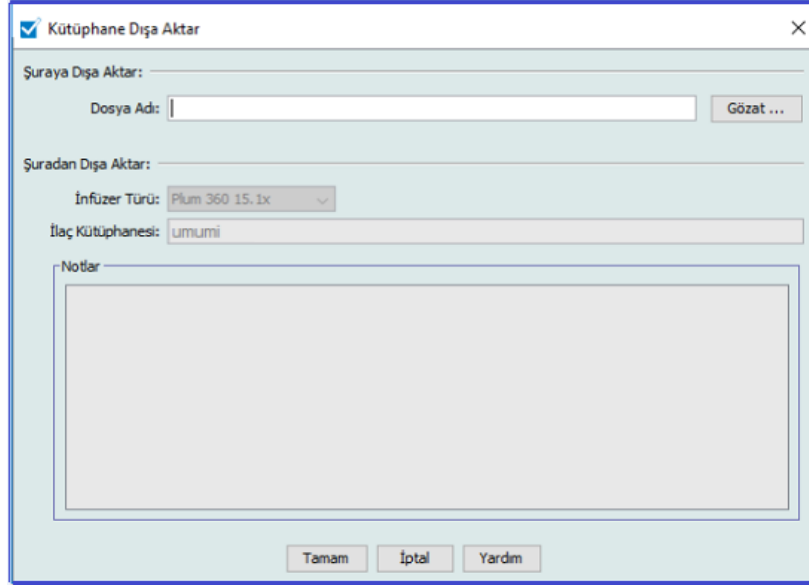 Kütüphane Dışa Aktar
Şuraya Dışa Aktar:
Dosya Adı:
Gözat ...
Şuradan Dışa Aktar:
İnfüzer Türü: Plum 360 15.1x
İlaç Kütüphanesi: umumi
Notlar
Tamam İptal Yardım